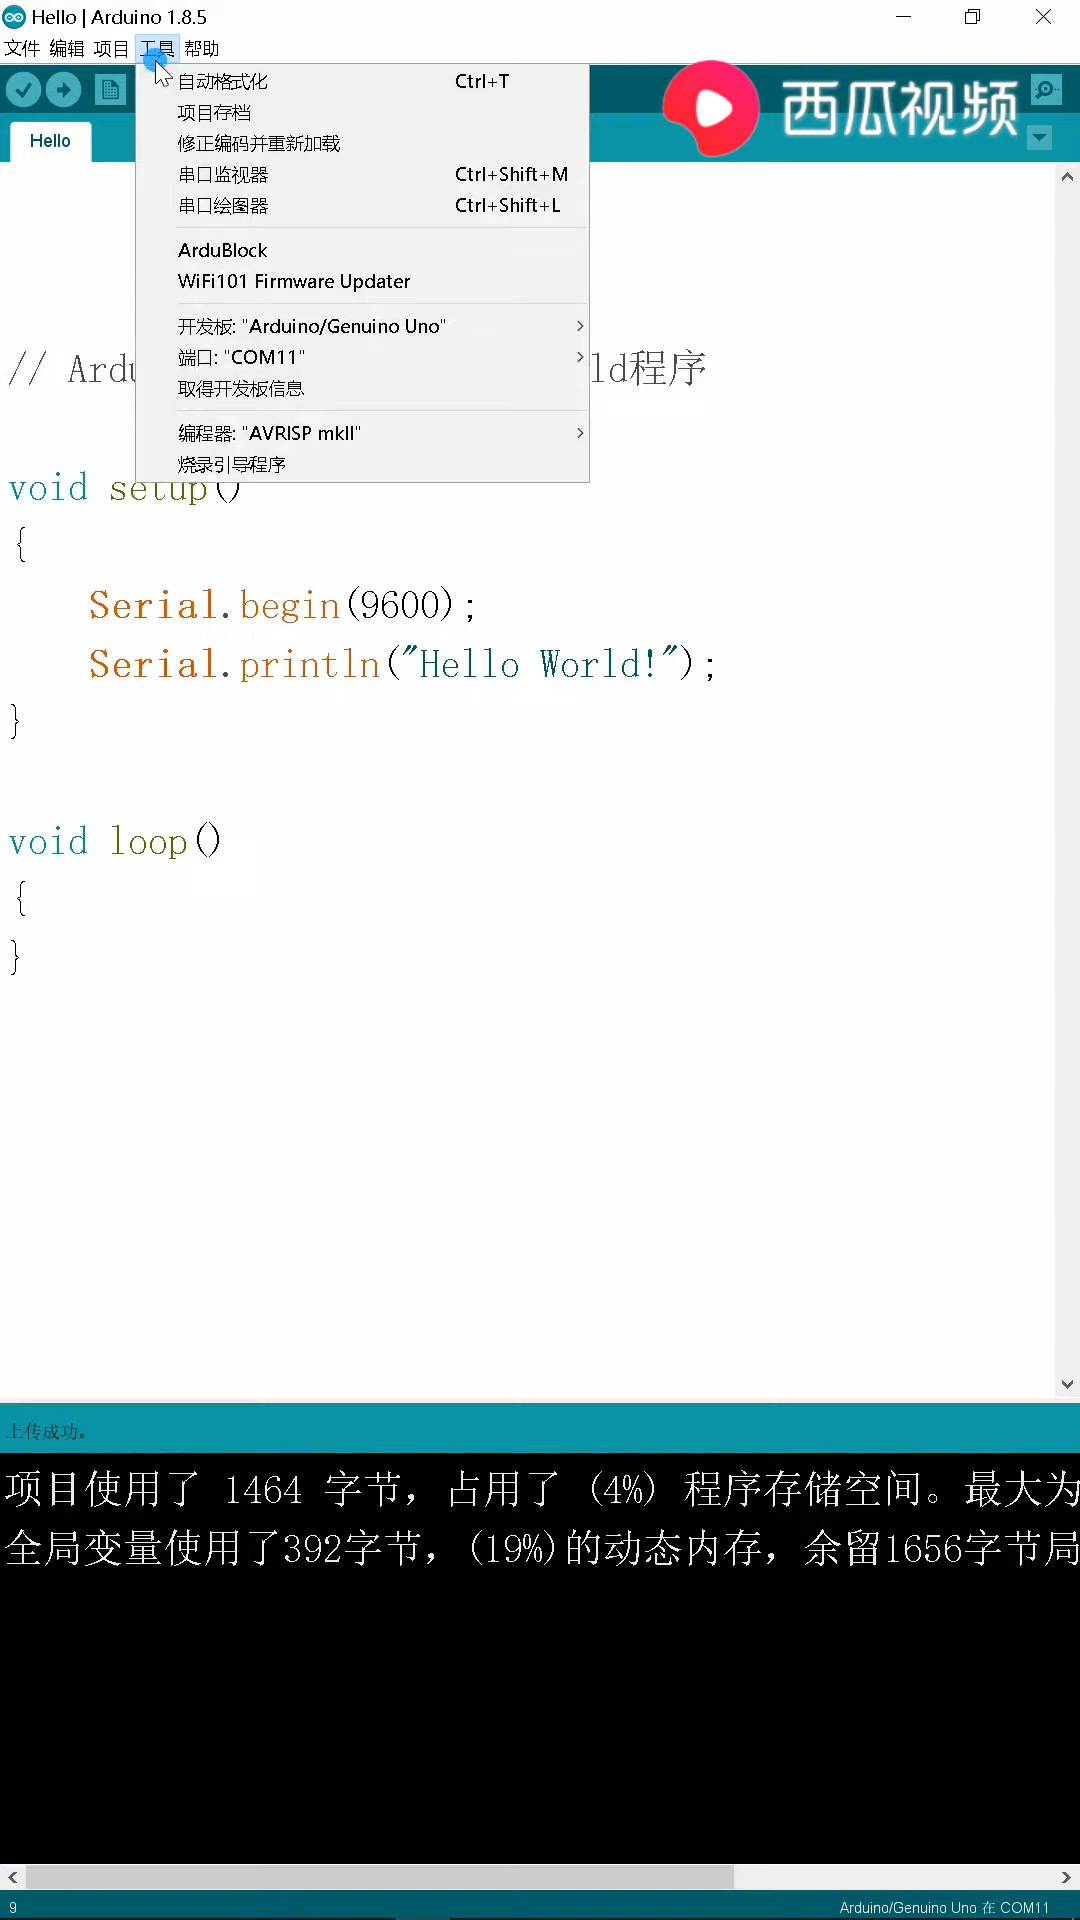 Hello | Arduino 1.8.5
文件 编辑 项目 工具 帮助
自动格式化 Ctrl+T
项目存档
修正编码并重新加载
串口监视器 Ctrl+Shift+M
串口绘图器 Ctrl+Shift+L
ArduBlock
WiFi101 Firmware Updater
开发板: "Arduino/Genuino Uno"
端口: "COM11"
取得开发板信息
编程器: "AVRISP mkII"
烧录引导程序
西瓜视频
Hello
// Ardu ld程序
void setup()
{
Serial.begin(9600);
Serial.println("Hello World!");
}
void loop()
{
}
上传成功。
项目使用了 1464 字节，占用了 (4%) 程序存储空间。最大为
全局变量使用了392字节，(19%)的动态内存，余留1656字节局
9
Arduino/Genuino Uno 在 COM11